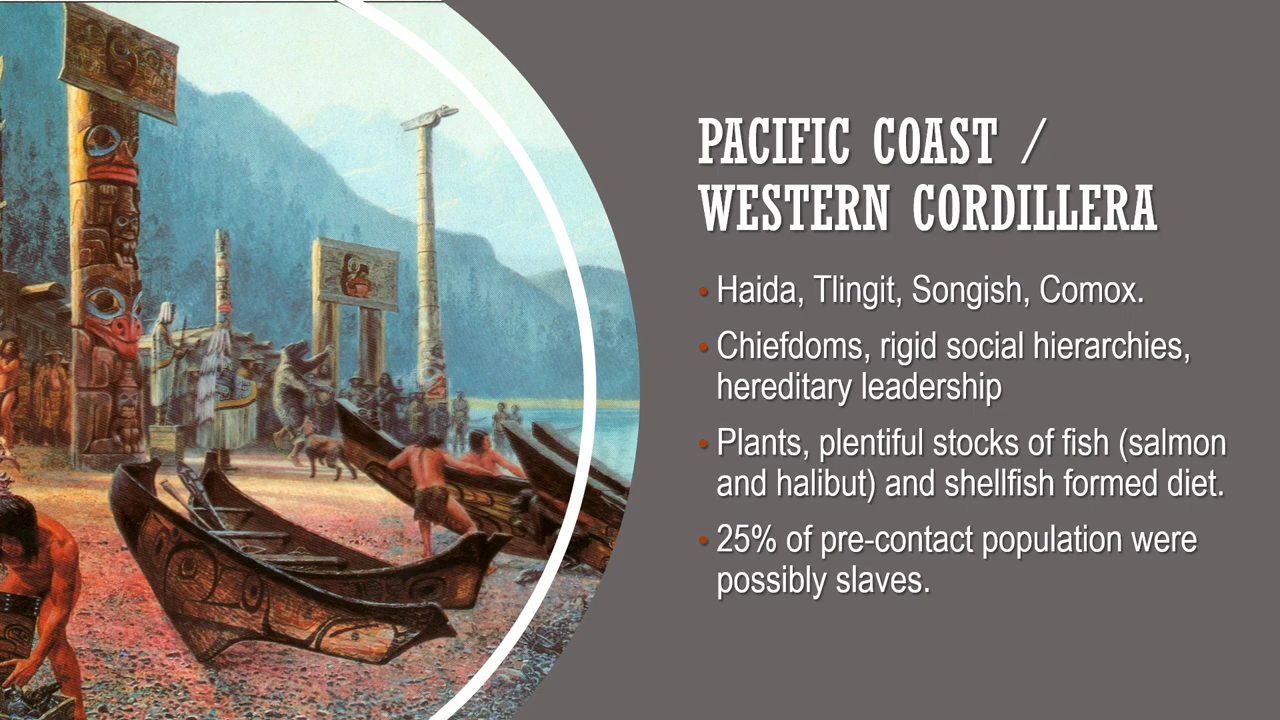 PACIFIC COAST /
WESTERN CORDILLERA
• Haida, Tlingit, Songish, Comox.
• Chiefdoms, rigid social hierarchies,
hereditary leadership
• Plants, plentiful stocks of fish (salmon
and halibut) and shellfish formed diet.
• 25% of pre-contact population were
possibly slaves.